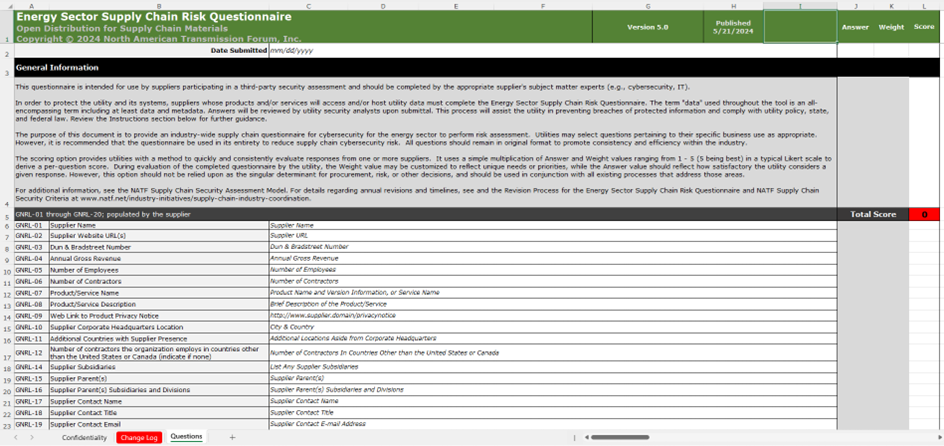 A B C D E F G H I J K L
1 Energy Sector Supply Chain Risk Questionnaire
Open Distribution for Supply Chain Materials
Copyright © 2024 North American Transmission Forum, Inc.
Version 5.0
Published
5/21/2024
Answer Weight Score
2 Date Submitted mm/dd/yyyy
3 General Information
This questionnaire is intended for use by suppliers participating in a third-party security assessment and should be completed by the appropriate supplier's subject matter experts (e.g., cybersecurity, IT).
In order to protect the utility and its systems, suppliers whose products and/or services will access and/or host utility data must complete the Energy Sector Supply Chain Risk Questionnaire. The term "data" used throughout the tool is an all-
encompassing term including at least data and metadata. Answers will be reviewed by utility security analysts upon submittal. This process will assist the utility in preventing breaches of protected information and comply with utility policy, state,
and federal law. Review the Instructions section below for further guidance.
The purpose of this document is to provide an industry-wide supply chain questionnaire for cybersecurity for the energy sector to perform risk assessment. Utilities may select questions pertaining to their specific business use as appropriate.
However, it is recommended that the questionnaire be used in its entirety to reduce supply chain cybersecurity risk. All questions should remain in original format to promote consistency and efficiency within the industry.
The scoring option provides utilities with a method to quickly and consistently evaluate responses from one or more suppliers. It uses a simple multiplication of Answer and Weight values ranging from 1 - 5 (5 being best) in a typical Likert scale to
derive a per-question score. During evaluation of the completed questionnaire by the utility, the Weight value may be customized to reflect unique needs or priorities, while the Answer value should reflect how satisfactory the utility considers a
given response. However, this option should not be relied upon as the singular determinant for procurement, risk, or other decisions, and should be used in conjunction with all existing processes that address those areas.
For additional information, see the NATF Supply Chain Security Assessment Model. For details regarding annual revisions and timelines, see and the Revision Process for the Energy Sector Supply Chain Risk Questionnaire and NATF Supply Chain
4 Security Criteria at www.natf.net/industry-initiatives/supply-chain-industry-coordination.
5 GNRL-01 through GNRL-20; populated by the supplier Total Score 0
6 GNRL-01 Supplier Name Supplier Name
7 GNRL-02 Supplier Website URL(s) Supplier URL
8 GNRL-03 Dun & Bradstreet Number Dun & Bradstreet Number
9 GNRL-04 Annual Gross Revenue Annual Gross Revenue
10 GNRL-05 Number of Employees Number of Employees
11 GNRL-06 Number of Contractors Number of Contractors
12 GNRL-07 Product/Service Name Product Name and Version Information, or Service Name
13 GNRL-08 Product/Service Description Brief Description of the Product/Service
14 GNRL-09 Web Link to Product Privacy Notice http://www.supplier.domain/privacynotice
15 GNRL-10 Supplier Corporate Headquarters Location City & Country
16 GNRL-11 Additional Countries with Supplier Presence Additional Locations Aside from Corporate Headquarters
17 GNRL-12 Number of contractors the organization employs in countries other
than the United States or Canada (indicate if none) Number of Contractors In Countries Other than the United States or Canada
18 GNRL-14 Supplier Subsidiaries List Any Supplier Subsidiaries
19 GNRL-15 Supplier Parent(s) Supplier Parent(s)
20 GNRL-16 Supplier Parent(s) Subsidiaries and Divisions Supplier Parent(s) Subsidiaries and Divisions
21 GNRL-17 Supplier Contact Name Supplier Contact Name
22 GNRL-18 Supplier Contact Title Supplier Contact Title
23 GNRL-19 Supplier Contact Email Supplier Contact E-mail Address
Confidentiality Change Log Questions +